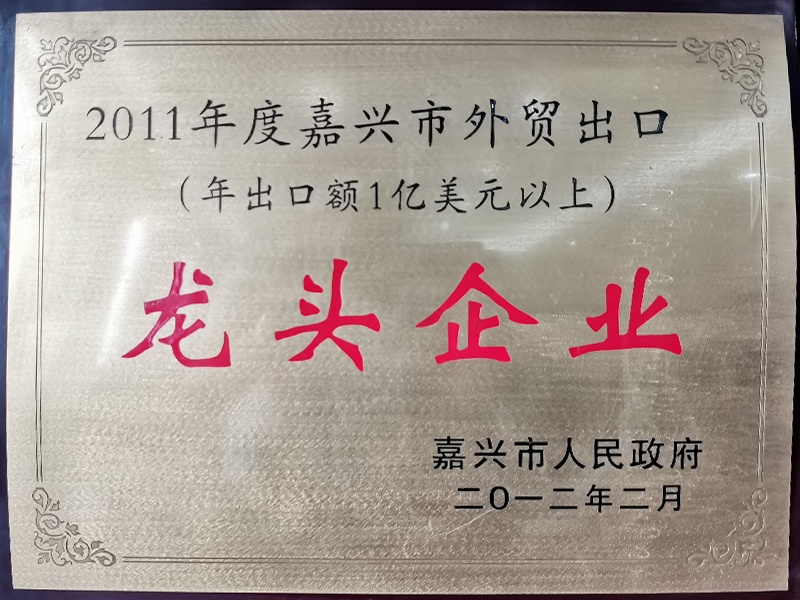 2011年度嘉兴市外贸出口
（年出口额1亿美元以上）
龙头企业
嘉兴市人民政府
二〇一二年二月